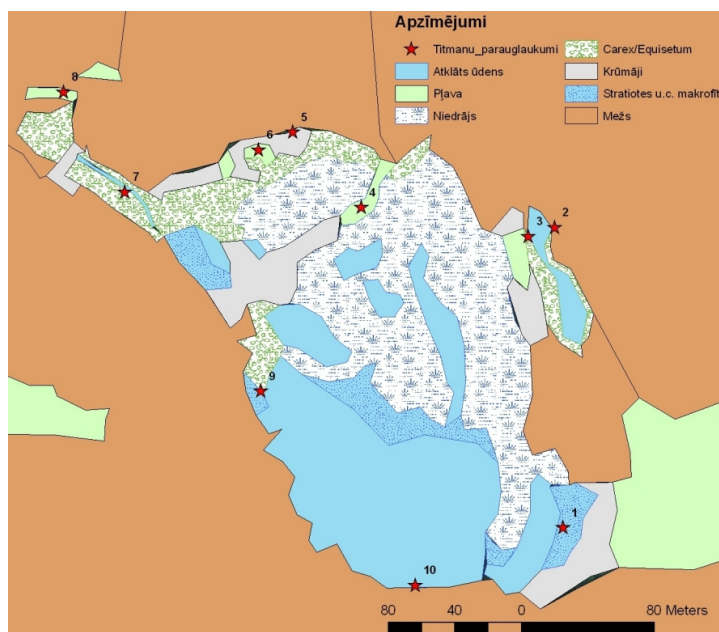 Apzīmējumi
Titmanu_parauglaukumi
Carex/Equisetum
Atklāts ūdens
Krūmāji
Pļava
Stratiotes u.c. makrofīti
Niedrājs
Mežs
8
5
6
7
4
3
2
9
1
10
80 40 0 80 Meters